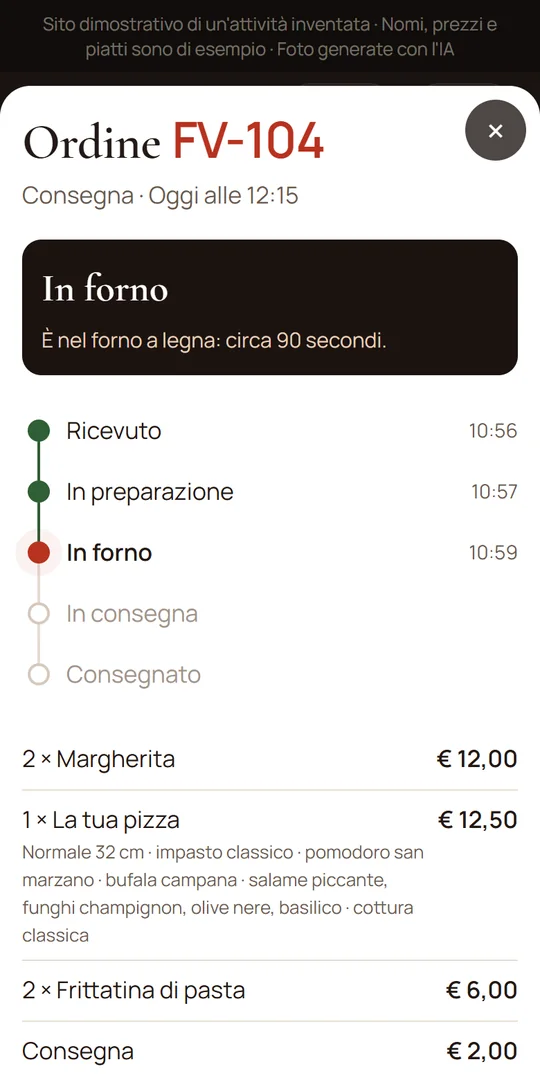 Sito dimostrativo di un'attività inventata · Nomi, prezzi e
piatti sono di esempio · Foto generate con l'IA
Ordine FV-104
Consegna · Oggi alle 12:15
In forno
È nel forno a legna: circa 90 secondi.
Ricevuto 10:56
In preparazione 10:57
In forno 10:59
In consegna
Consegnato
2 × Margherita € 12,00
1 × La tua pizza € 12,50
Normale 32 cm · impasto classico · pomodoro san
marzano · bufala campana · salame piccante,
funghi champignon, olive nere, basilico · cottura
classica
2 × Frittatina di pasta € 6,00
Consegna € 2,00